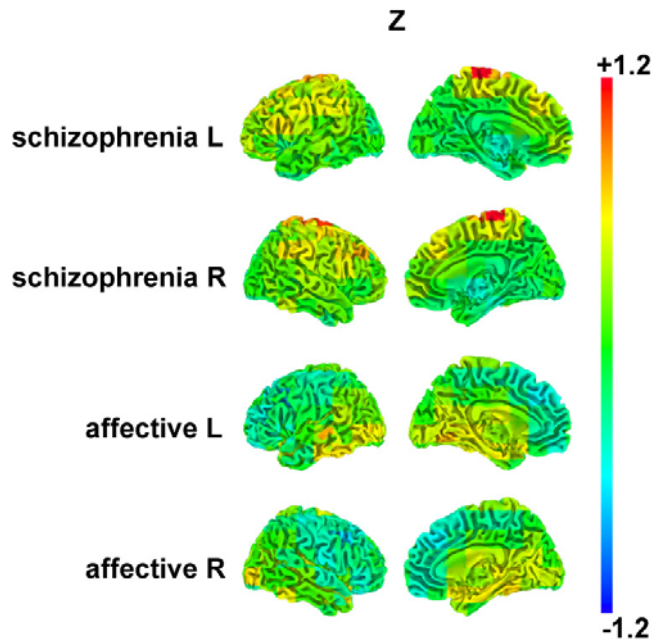 Z
+1.2
schizophrenia L
schizophrenia R
affective L
affective R
-1.2